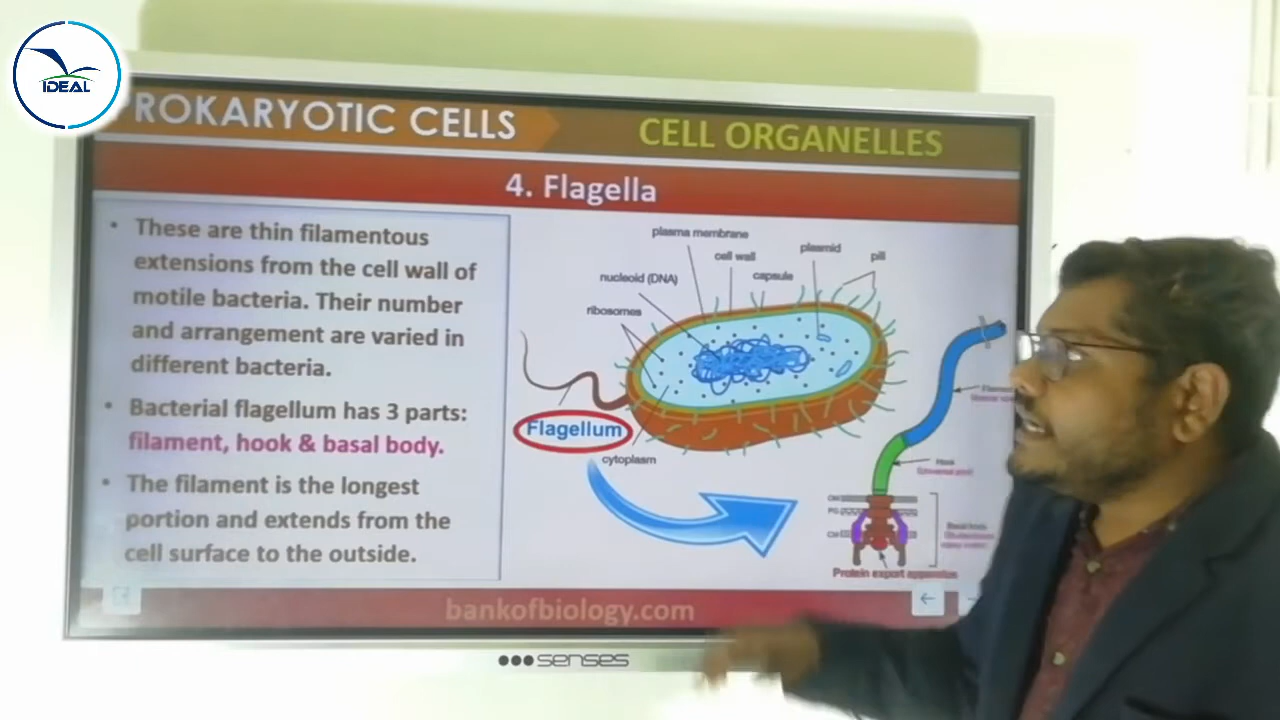 IDEAL
PROKARYOTIC CELLS
CELL ORGANELLES
4. Flagella
• These are thin filamentous
extensions from the cell wall of
motile bacteria. Their number
and arrangement are varied in
different bacteria.
• Bacterial flagellum has 3 parts:
filament, hook & basal body.
• The filament is the longest
portion and extends from the
cell surface to the outside.
plasma membrane
cell wall
plasmid
pili
nucleoid (DNA)
capsule
ribosomes
Flagellum
cytoplasm
Hook
Protein export apparatus
bankofbiology.com
senses